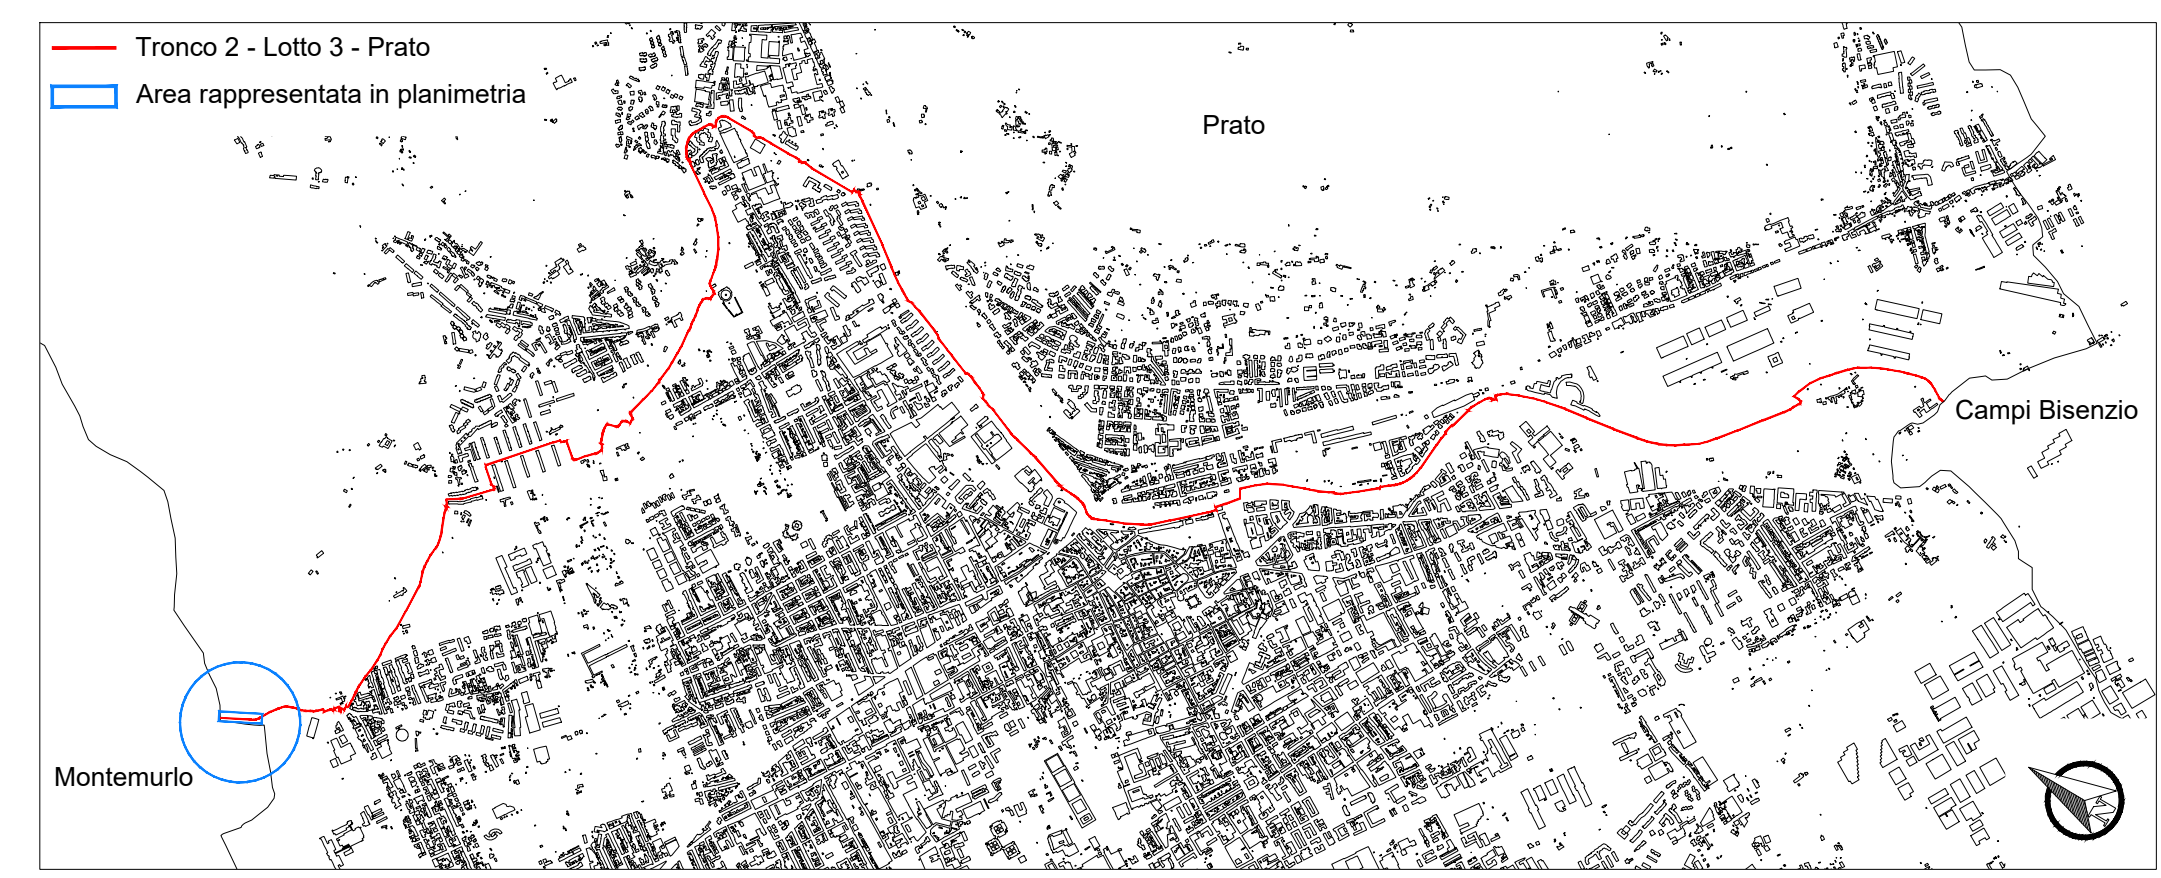 Tronco 2 - Lotto 3 - Prato
Area rappresentata in planimetria
Prato
Campi Bisenzio
Montemurlo